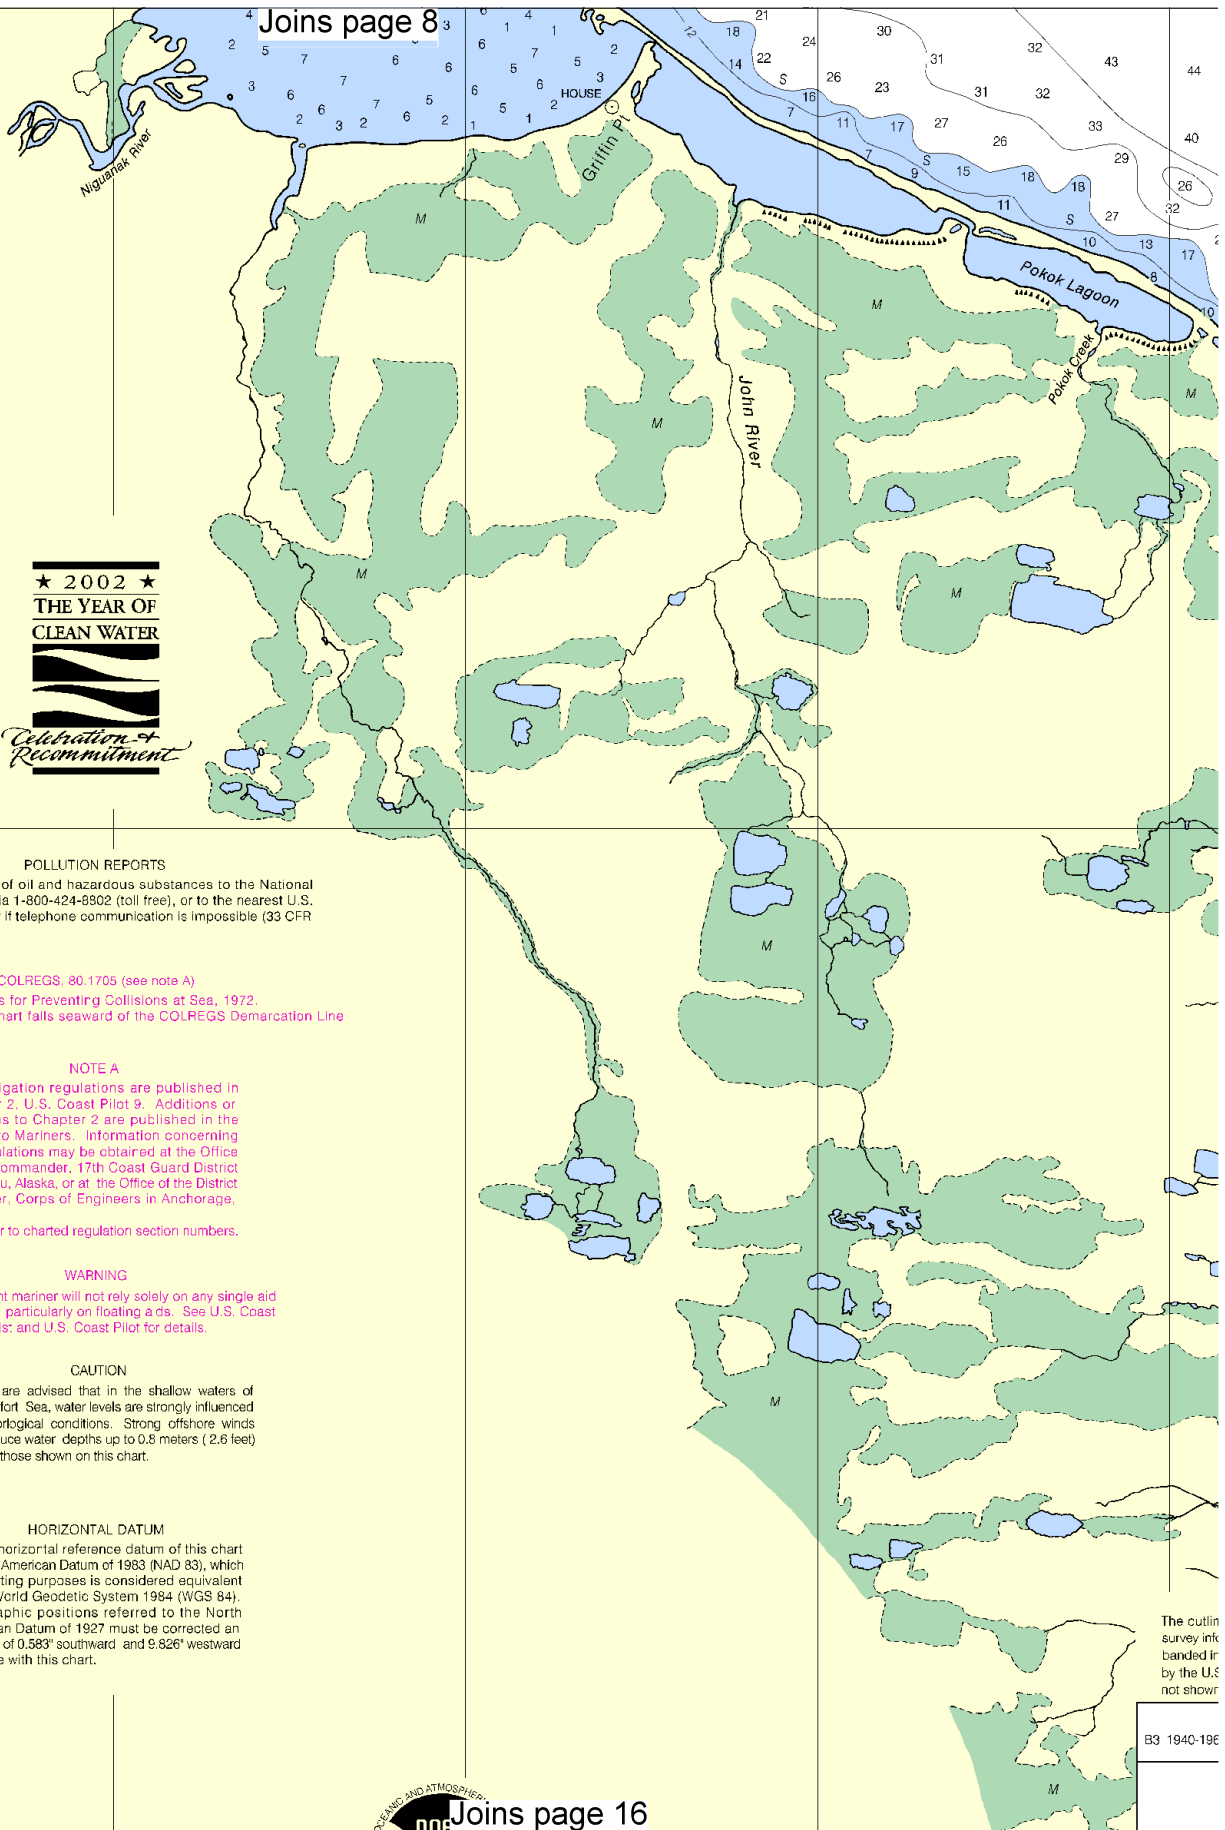 Joins page 8
HOUSE
Griffin Pt
Niguanak River
Pokok Lagoon
Pokok Creek
John River
★ 2002 ★
THE YEAR OF
CLEAN WATER
Celebration &
Recommitment
POLLUTION REPORTS
of oil and hazardous substances to the National
ia 1-800-424-8802 (toll free), or to the nearest U.S.
if telephone communication is impossible (33 CFR
COLREGS, 80.1705 (see note A)
s for Preventing Collisions at Sea, 1972.
hart falls seaward of the COLREGS Demarcation Line
NOTE A
igation regulations are published in
2, U.S. Coast Pilot 9. Additions or
s to Chapter 2 are published in the
to Mariners. Information concerning
ulations may be obtained at the Office
ommander, 17th Coast Guard District
u, Alaska, or at the Office of the District
er, Corps of Engineers in Anchorage,
r to charted regulation section numbers.
WARNING
nt mariner will not rely solely on any single aid
particularly on floating a ds. See U.S. Coast
ist and U.S. Coast Pilot for details.
CAUTION
are advised that in the shallow waters of
fort Sea, water levels are strongly influenced
orlogical conditions. Strong offshore winds
uce water depths up to 0.8 meters ( 2.6 feet)
those shown on this chart.
HORIZONTAL DATUM
horizontal reference datum of this chart
American Datum of 1983 (NAD 83), which
ting purposes is considered equivalent
World Geodetic System 1984 (WGS 84).
aphic positions referred to the North
an Datum of 1927 must be corrected an
of 0.583" southward and 9.826" westward
e with this chart.
The cutlin
survey info
banded in
by the U.S
not shown
B3 1940-196
OCEANIC AND ATMOSPHER
Joins page 16